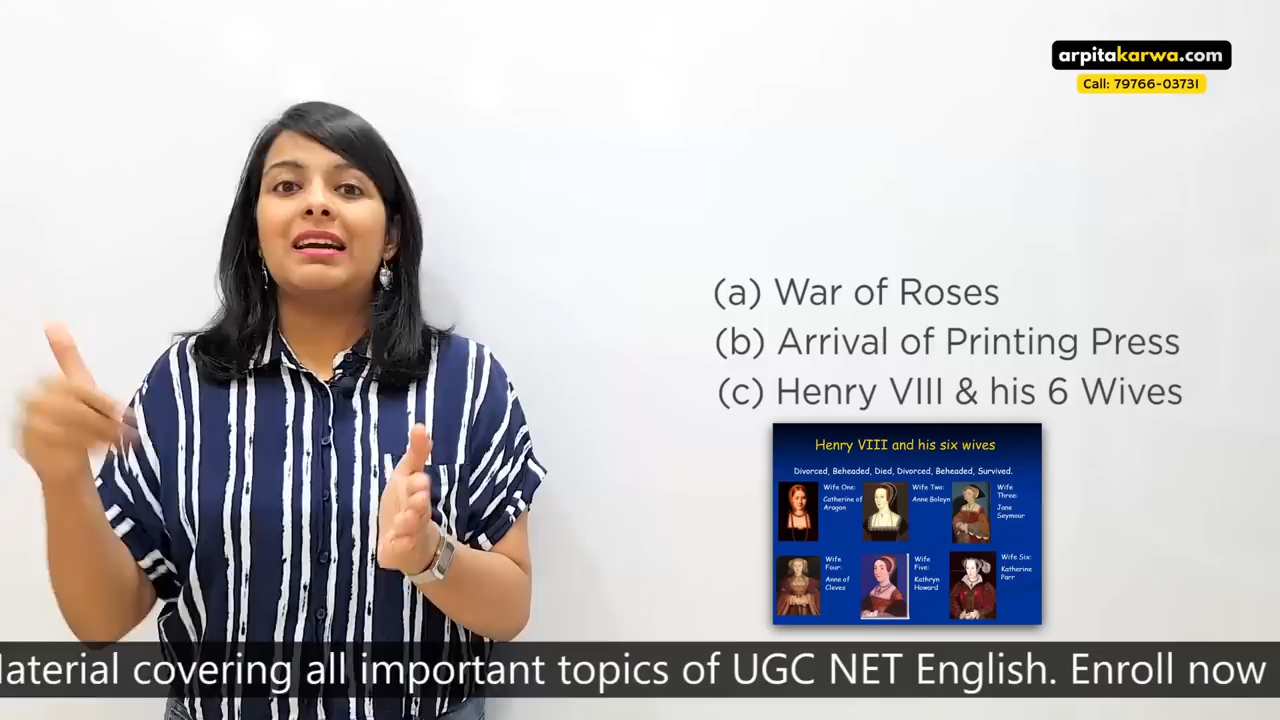 arpitakarwa.com
Call: 79766-03731
(a) War of Roses
(b) Arrival of Printing Press
(c) Henry VIII & his 6 Wives
Henry VIII and his six wives
Divorced, Beheaded, Died, Divorced, Beheaded, Survived.
Wife One:
Catherine of
Aragon
Wife Two:
Anne Boleyn
Wife
Three:
Jane
Seymour
Wife
Four:
Anne of
Cleves
Wife
Five:
Kathryn
Howard
Wife Six:
Katherine
Parr
Material covering all important topics of UGC NET English. Enroll now